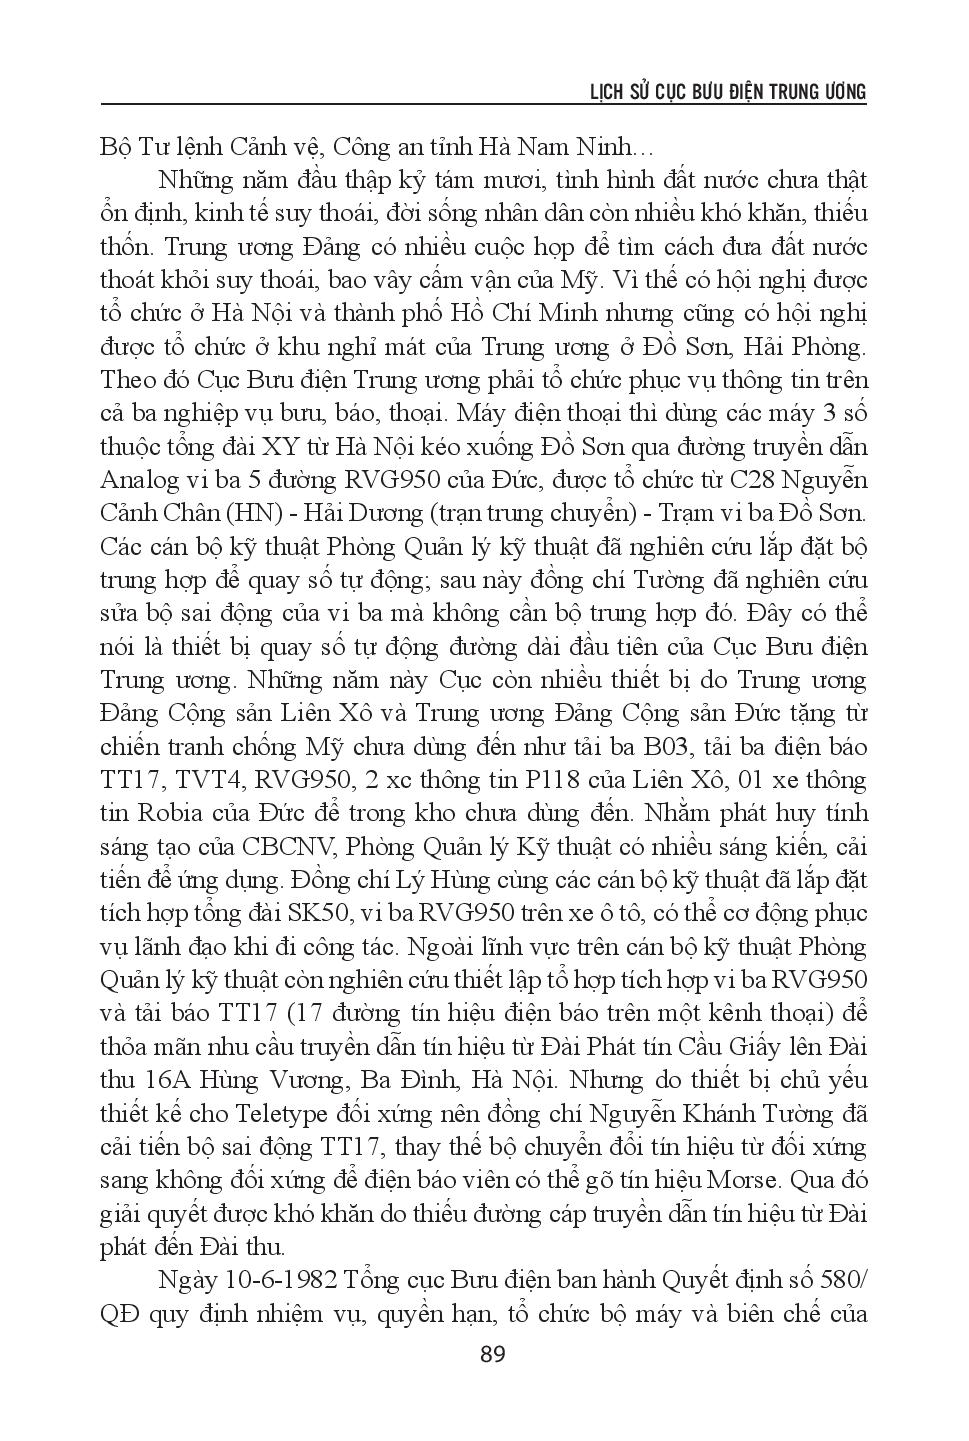 LỊCH SỬ CỤC BƯU ĐIỆN TRUNG ƯƠNG
Bộ Tư lệnh Cảnh vệ, Công an tỉnh Hà Nam Ninh…
Những năm đầu thập kỷ tám mươi, tình hình đất nước chưa thật
ổn định, kinh tế suy thoái, đời sống nhân dân còn nhiều khó khăn, thiếu
thốn. Trung ương Đảng có nhiều cuộc họp để tìm cách đưa đất nước
thoát khỏi suy thoái, bao vây cấm vận của Mỹ. Vì thế có hội nghị được
tổ chức ở Hà Nội và thành phố Hồ Chí Minh nhưng cũng có hội nghị
được tổ chức ở khu nghỉ mát của Trung ương ở Đồ Sơn, Hải Phòng.
Theo đó Cục Bưu điện Trung ương phải tổ chức phục vụ thông tin trên
cả ba nghiệp vụ bưu, báo, thoại. Máy điện thoại thì dùng các máy 3 số
thuộc tổng đài XY từ Hà Nội kéo xuống Đồ Sơn qua đường truyền dẫn
Analog vi ba 5 đường RVG950 của Đức, được tổ chức từ C28 Nguyễn
Cảnh Chân (HN) - Hải Dương (trạn trung chuyển) - Trạm vi ba Đồ Sơn.
Các cán bộ kỹ thuật Phòng Quản lý kỹ thuật đã nghiên cứu lắp đặt bộ
trung hợp để quay số tự động; sau này đồng chí Tường đã nghiên cứu
sửa bộ sai động của vi ba mà không cần bộ trung hợp đó. Đây có thể
nói là thiết bị quay số tự động đường dài đầu tiên của Cục Bưu điện
Trung ương. Những năm này Cục còn nhiều thiết bị do Trung ương
Đảng Cộng sản Liên Xô và Trung ương Đảng Cộng sản Đức tặng từ
chiến tranh chống Mỹ chưa dùng đến như tải ba B03, tải ba điện báo
TT17, TVT4, RVG950, 2 xc thông tin P118 của Liên Xô, 01 xe thông
tin Robia của Đức để trong kho chưa dùng đến. Nhằm phát huy tính
sáng tạo của CBCNV, Phòng Quản lý Kỹ thuật có nhiều sáng kiến, cải
tiến để ứng dụng. Đồng chí Lý Hùng cùng các cán bộ kỹ thuật đã lắp đặt
tích hợp tổng đài SK50, vi ba RVG950 trên xe ô tô, có thể cơ động phục
vụ lãnh đạo khi đi công tác. Ngoài lĩnh vực trên cán bộ kỹ thuật Phòng
Quản lý kỹ thuật còn nghiên cứu thiết lập tổ hợp tích hợp vi ba RVG950
và tải báo TT17 (17 đường tín hiệu điện báo trên một kênh thoại) để
thỏa mãn nhu cầu truyền dẫn tín hiệu từ Đài Phát tín Cầu Giấy lên Đài
thu 16A Hùng Vương, Ba Đình, Hà Nội. Nhưng do thiết bị chủ yếu
thiết kế cho Teletype đối xứng nên đồng chí Nguyễn Khánh Tường đã
cải tiến bộ sai động TT17, thay thế bộ chuyển đổi tín hiệu từ đối xứng
sang không đối xứng để điện báo viên có thể gõ tín hiệu Morse. Qua đó
giải quyết được khó khăn do thiếu đường cáp truyền dẫn tín hiệu từ Đài
phát đến Đài thu.
Ngày 10-6-1982 Tổng cục Bưu điện ban hành Quyết định số 580/
QĐ quy định nhiệm vụ, quyền hạn, tổ chức bộ máy và biên chế của
89